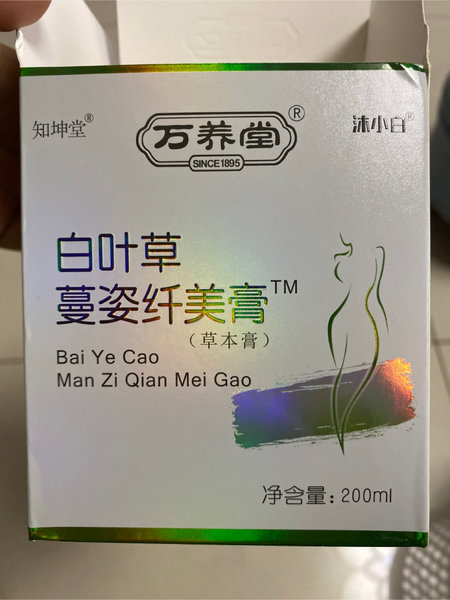 知坤堂®
万养堂®
SINCE1895
沐小白®
白叶草
蔓姿纤美膏™
(草本膏)
Bai Ye Cao
Man Zi Qian Mei Gao
净含量: 200ml